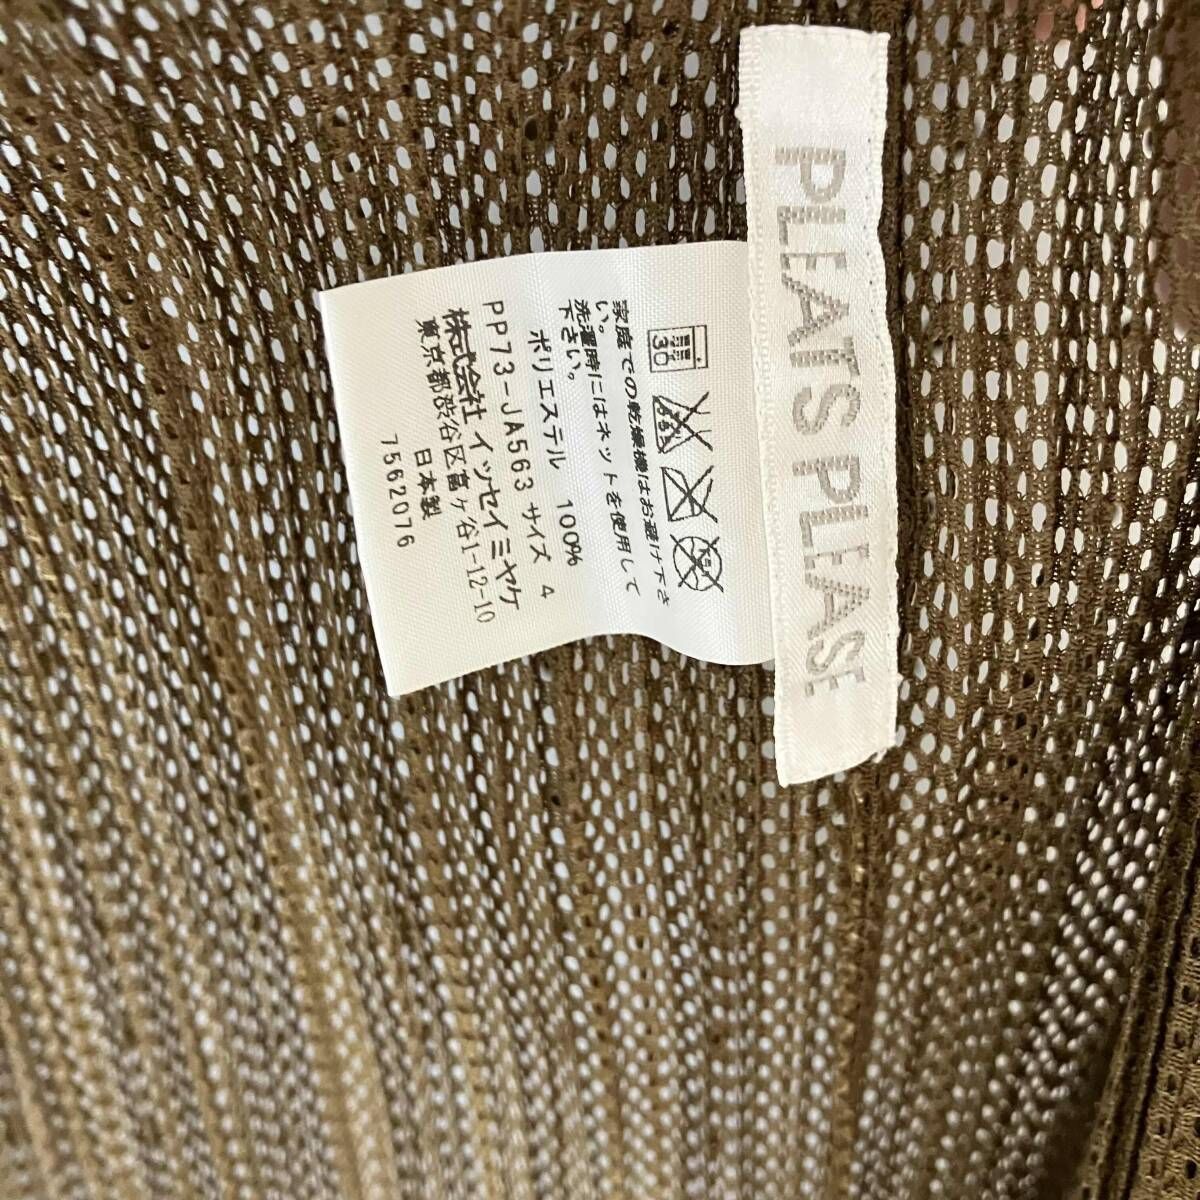 PLEATS PLEASE
30
家庭での乾燥機はお避け下さ
い。
洗濯時にはネットを使用して
下さい。
ポリエステル 100%
PP73-JA563 サイズ 4
株式会社 イッセイミヤケ
東京都渋谷区富ヶ谷1-12-10
日本製
7562076